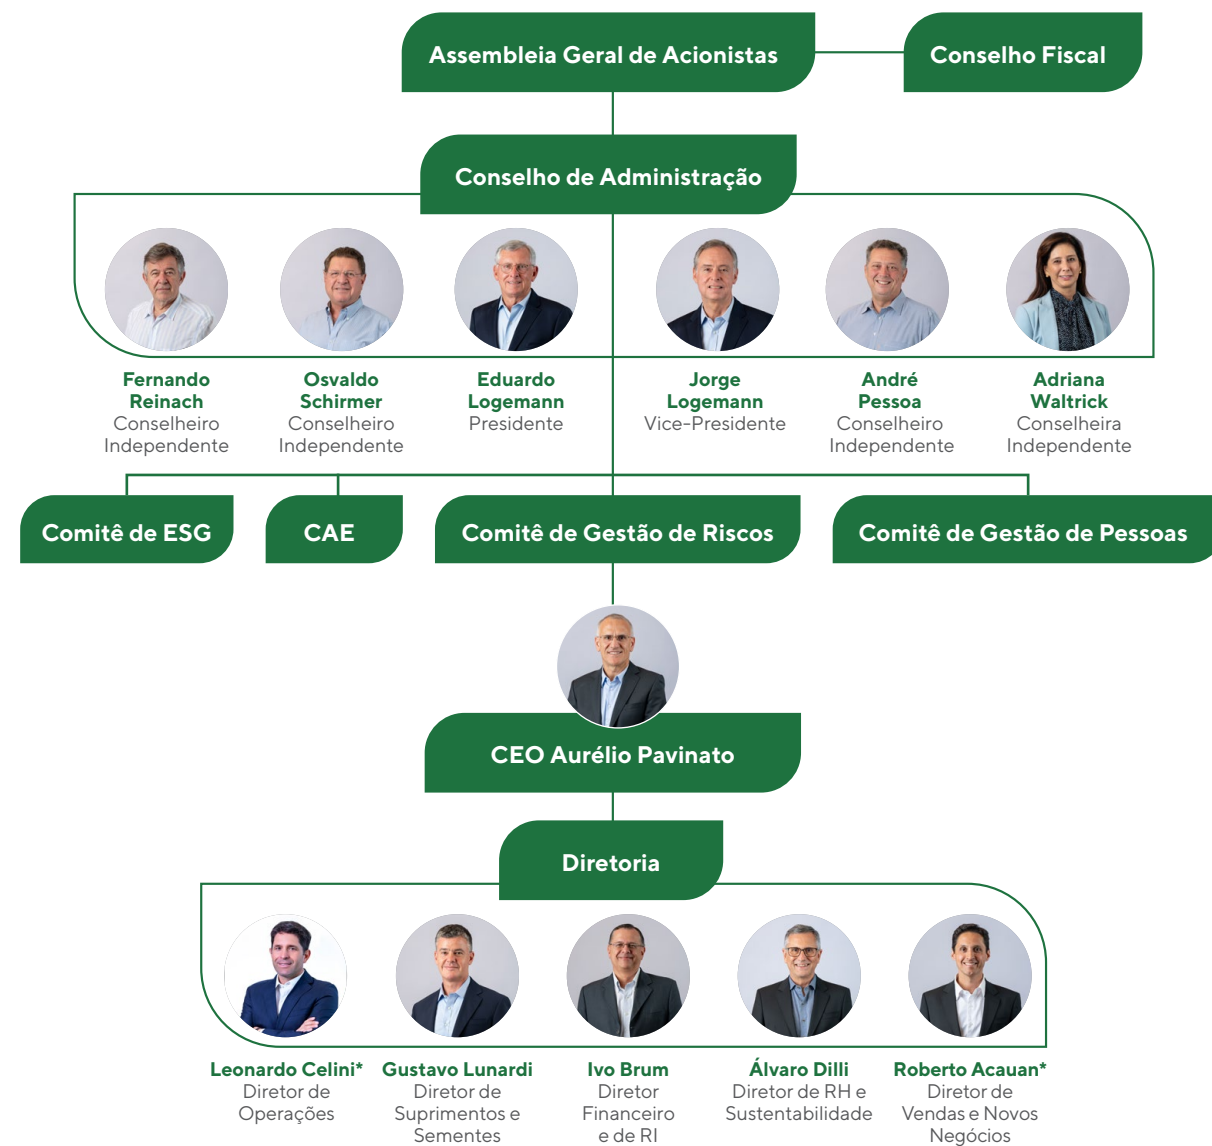 Assembleia Geral de Acionistas
Conselho Fiscal
Conselho de Administração
Fernando
Reinach
Conselheiro
Independente
Osvaldo
Schirmer
Conselheiro
Independente
Eduardo
Logemann
Presidente
Jorge
Logemann
Vice-Presidente
André
Pessoa
Conselheiro
Independente
Adriana
Waltrick
Conselheira
Independente
Comitê de ESG
CAE
Comitê de Gestão de Riscos
Comitê de Gestão de Pessoas
CEO Aurélio Pavinato
Diretoria
Leonardo Celini*
Diretor de
Operações
Gustavo Lunardi
Diretor de
Suprimentos e
Sementes
Ivo Brum
Diretor
Financeiro
e de RI
Álvaro Dilli
Diretor de RH e
Sustentabilidade
Roberto Acauan*
Diretor de
Vendas e Novos
Negócios